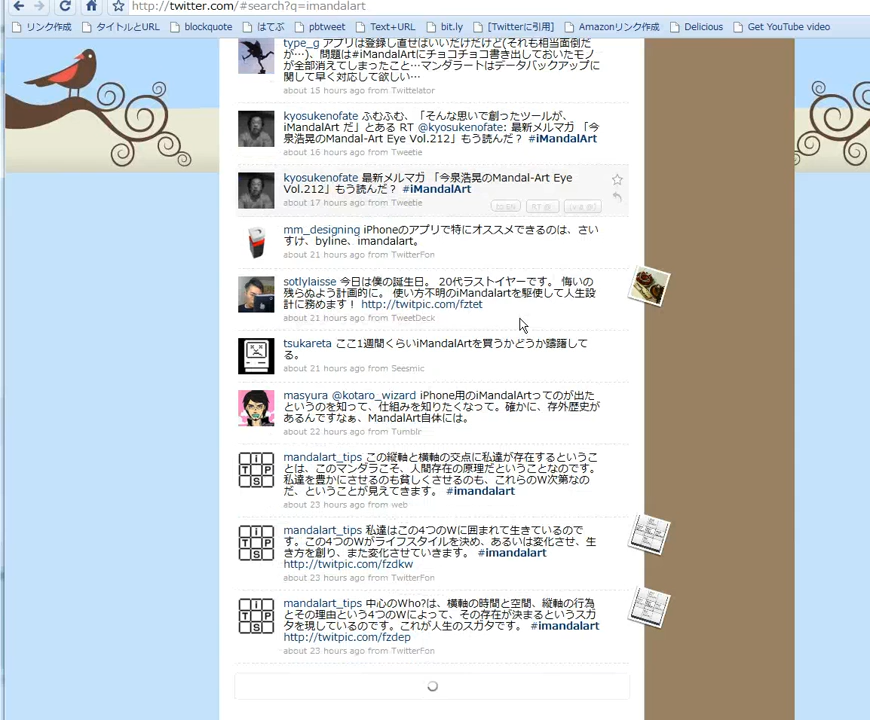 http://twitter.com/#search?q=imandalart
リンク作成 タイトルとURL blockquote はてぶ pbtweet Text+URL bit.ly [Twitterに引用] Amazonリンク作成 Delicious Get YouTube video
type_g アプリは登録し直せばいいだけだけど(それも相当面倒だ
が…)、問題は#iMandalArtにチョコチョコ書き出しておいたモノ
が全部消えてしまったこと…マンダラートはデータバックアップに
関して早く対応して欲しい…
about 15 hours ago from Twittelator
kyosukenofate ふむふむ、「そんな思いで創ったツールが、
iMandalArt だ」とある RT @kyosukenofate: 最新メルマガ 「今
泉浩晃のMandal-Art Eye Vol.212」もう読んだ？ #iMandalArt
about 16 hours ago from Tweetie
kyosukenofate 最新メルマガ 「今泉浩晃のMandal-Art Eye
Vol.212」もう読んだ？ #iMandalArt
about 17 hours ago from Tweetie
RT @
mm_designing iPhoneのアプリで特にオススメできるのは、さい
すけ、byline、imandalart。
about 21 hours ago from TwitterFon
sotlylaisse 今日は僕の誕生日。 20代ラストイヤーです。 悔いの
残らぬよう計画的に。 使い方不明のiMandalartを駆使して人生設
計に務めます！ http://twitpic.com/fztet
about 21 hours ago from TweetDeck
tsukareta ここ1週間くらいiMandalArtを買うかどうか躊躇して
る。
about 21 hours ago from Seesmic
masyura @kotaro_wizard iPhone用のiMandalArtってのが出た
というのを知って、仕組みを知りたくなって。確かに、存外歴史が
あるんですなぁ、MandalArt自体には。
about 22 hours ago from Tumblr
mandalart_tips この縦軸と横軸の交点に私達が存在するというこ
とは、このマンダラこそ、人間存在の原理だということなのです。
私達を豊かにさせるのも貧しくさせるのも、これらのW次第なの
だ、ということが見えてきます。 #imandalart
about 23 hours ago from web
mandalart_tips 私達はこの4つのWに囲まれて生きているので
す。この4つのWがライフスタイルを決め、あるいは変化させ、生
き方を創り、また変化させていきます。 #imandalart
http://twitpic.com/fzdkw
about 23 hours ago from TwitterFon
mandalart_tips 中心のWho?は、横軸の時間と空間、縦軸の行為
とその理由という4つのWによって、その存在が決まるというスガ
タを現しているのです。これが人生のスガタです。 #imandalart
http://twitpic.com/fzdep
about 23 hours ago from TwitterFon